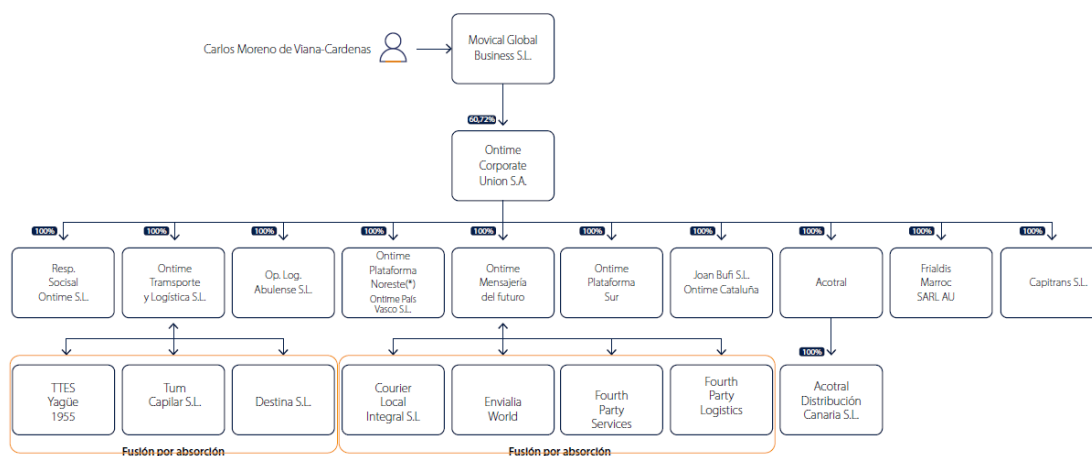 Carlos Moreno de Viana-Cardenas
Movical Global
Business S.L.
60,72%
Ontime
Corporate
Union S.A.
100%
100%
100%
100%
100%
100%
100%
100%
100%
100%
Resp.
Socisal
Ontime S.L.
Ontime
Transporte
y Logística S.L.
Op. Log.
Abulense S.L.
Ontime
Plataforma
Noreste(*)
Ontime País
Vasco S.L.
Ontime
Mensajería
del futuro
Ontime
Plataforma
Sur
Joan Bufi S.L.
Ontime Cataluña
Acotral
Frialdis
Marroc
SARL AU
Capitrans S.L.
100%
TTES
Yagüe
1955
Tum
Capilar S.L.
Destina S.L.
Courier
Local
Integral S.L
Envialia
World
Fourth
Party
Services
Fourth
Party
Logistics
Acotral
Distribución
Canaria S.L.
Fusión por absorción
Fusión por absorción